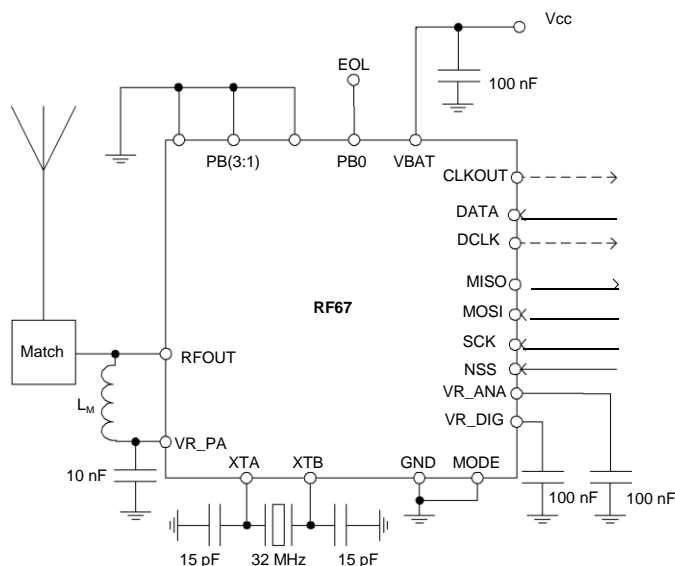 Vcc
EOL
100 nF
PB(3:1)
PB0
VBAT
CLKOUT
DATA
DCLK
MISO
RF67
MOSI
SCK
Match
RFOUT
NSS
VR_ANA
LM
VR_DIG
VR_PA
XTA
XTB
GND
MODE
10 nF
100 nF
100 nF
15 pF
32 MHz
15 pF